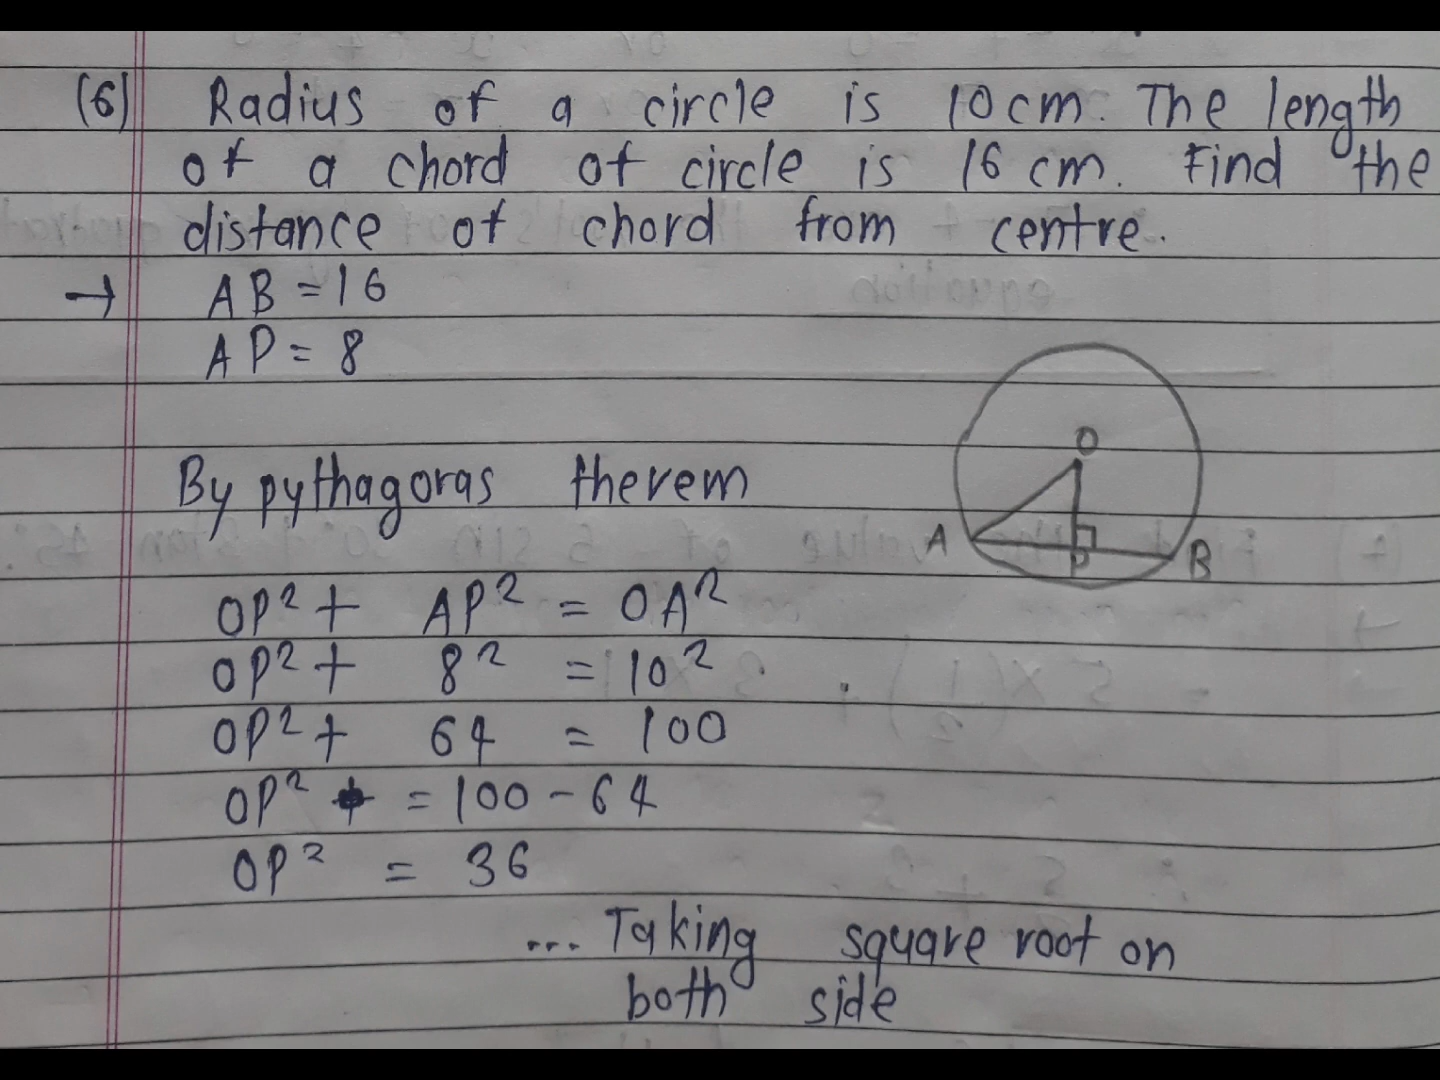 (6) Radius of a circle is 10 cm. The length
of a chord of circle is 16 cm. Find the
distance of chord from centre.
→ AB = 16
AP = 8
O
By pythagoras therem
A
P
B
OP² + AP² = OA²
OP² + 8² = 10²
OP² + 64 = 100
OP² = 100 - 64
OP² = 36
... Taking square root on
both side